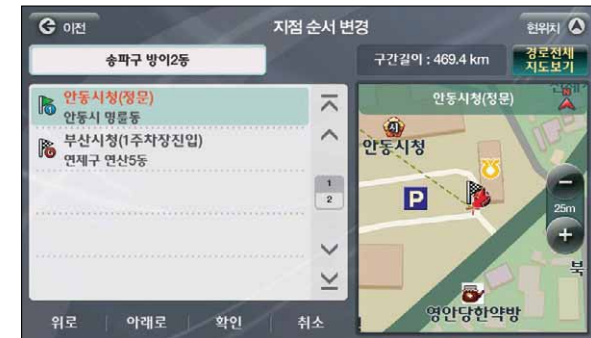 이전
지점 순서 변경
현위치
송파구 방이2동
구간길이 : 469.4 km
경로전체
지도보기
안동시청(정문)
안동시 명륜동
부산시청(1주차장진입)
연제구 연산5동
1
2
위로
아래로
확인
취소
안동시청(정문)
안동시청
P
25m
북
영안당한약방